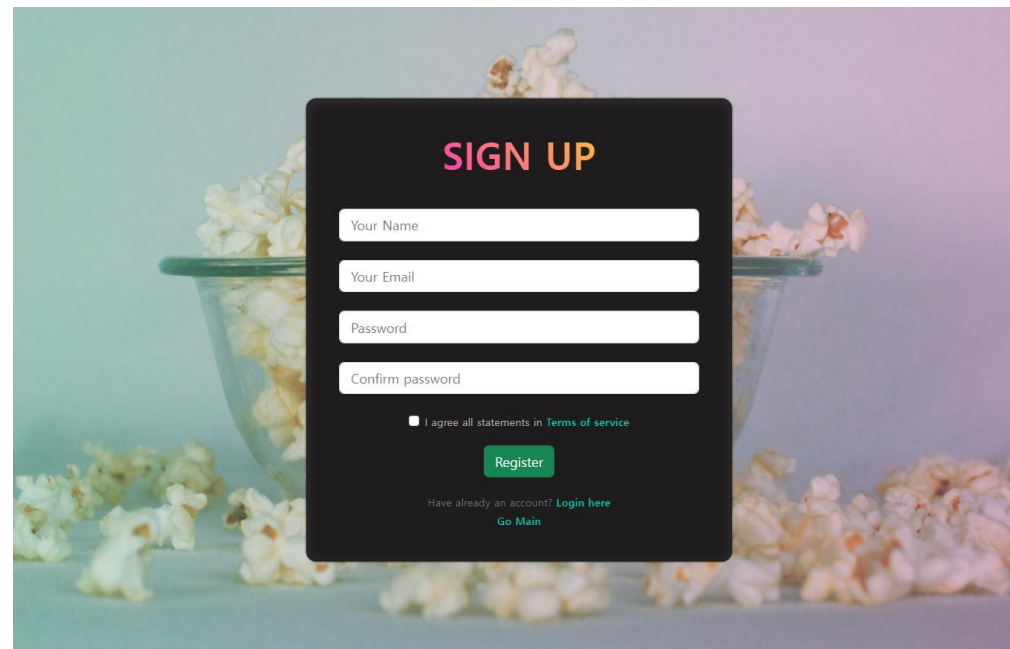 SIGN UP
Your Name
Your Email
Password
Confirm password
I agree all statements in Terms of service
Register
Have already an account? Login here
Go Main